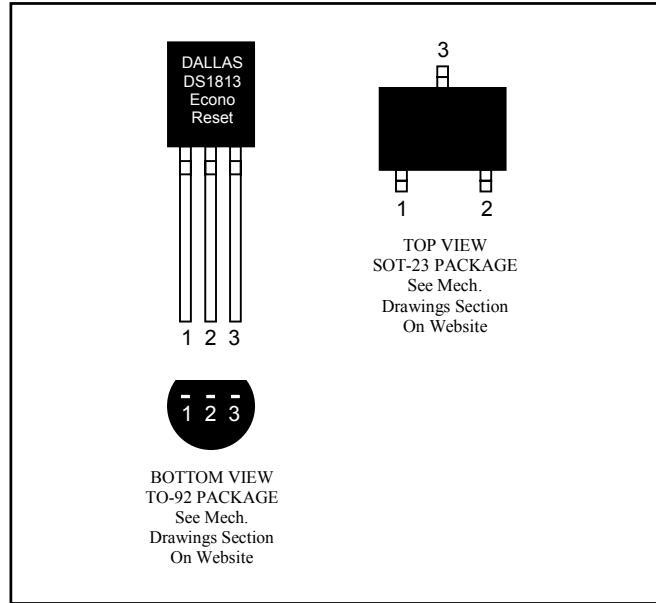 DALLAS
DS1813
Econo
Reset
1 2 3
1 2 3
BOTTOM VIEW
TO-92 PACKAGE
See Mech.
Drawings Section
On Website
3
1 2
TOP VIEW
SOT-23 PACKAGE
See Mech.
Drawings Section
On Website